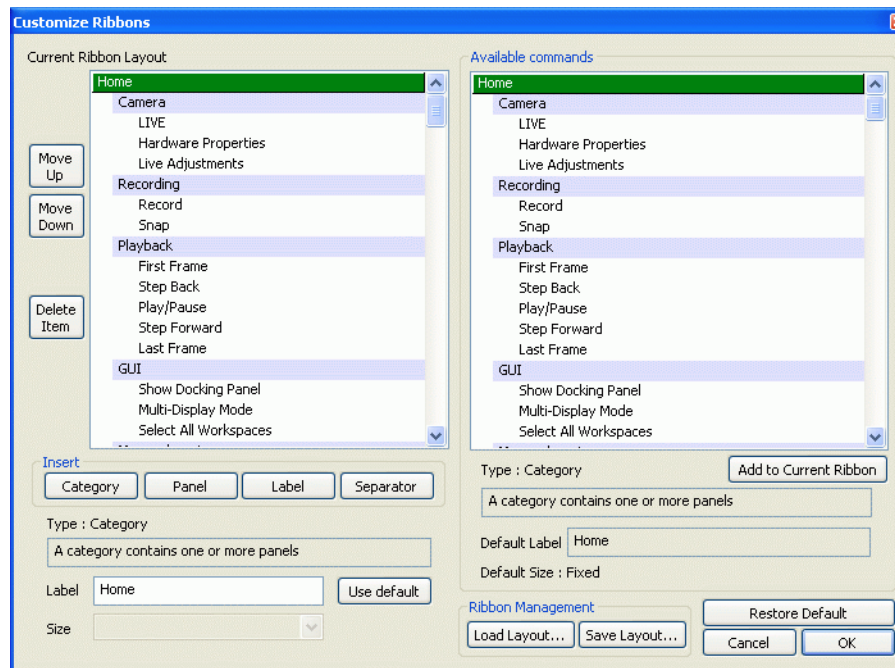 Customize Ribbons
Current Ribbon Layout
Home
Camera
LIVE
Hardware Properties
Live Adjustments
Recording
Record
Snap
Playback
First Frame
Step Back
Play/Pause
Step Forward
Last Frame
GUI
Show Docking Panel
Multi-Display Mode
Select All Workspaces
Move
Up
Move
Down
Delete
Item
Insert
Category
Panel
Label
Separator
Type : Category
A category contains one or more panels
Label
Home
Use default
Size
Available commands
Home
Camera
LIVE
Hardware Properties
Live Adjustments
Recording
Record
Snap
Playback
First Frame
Step Back
Play/Pause
Step Forward
Last Frame
GUI
Show Docking Panel
Multi-Display Mode
Select All Workspaces
Type : Category
Add to Current Ribbon
A category contains one or more panels
Default Label
Home
Default Size : Fixed
Ribbon Management
Load Layout...
Save Layout...
Restore Default
Cancel
OK